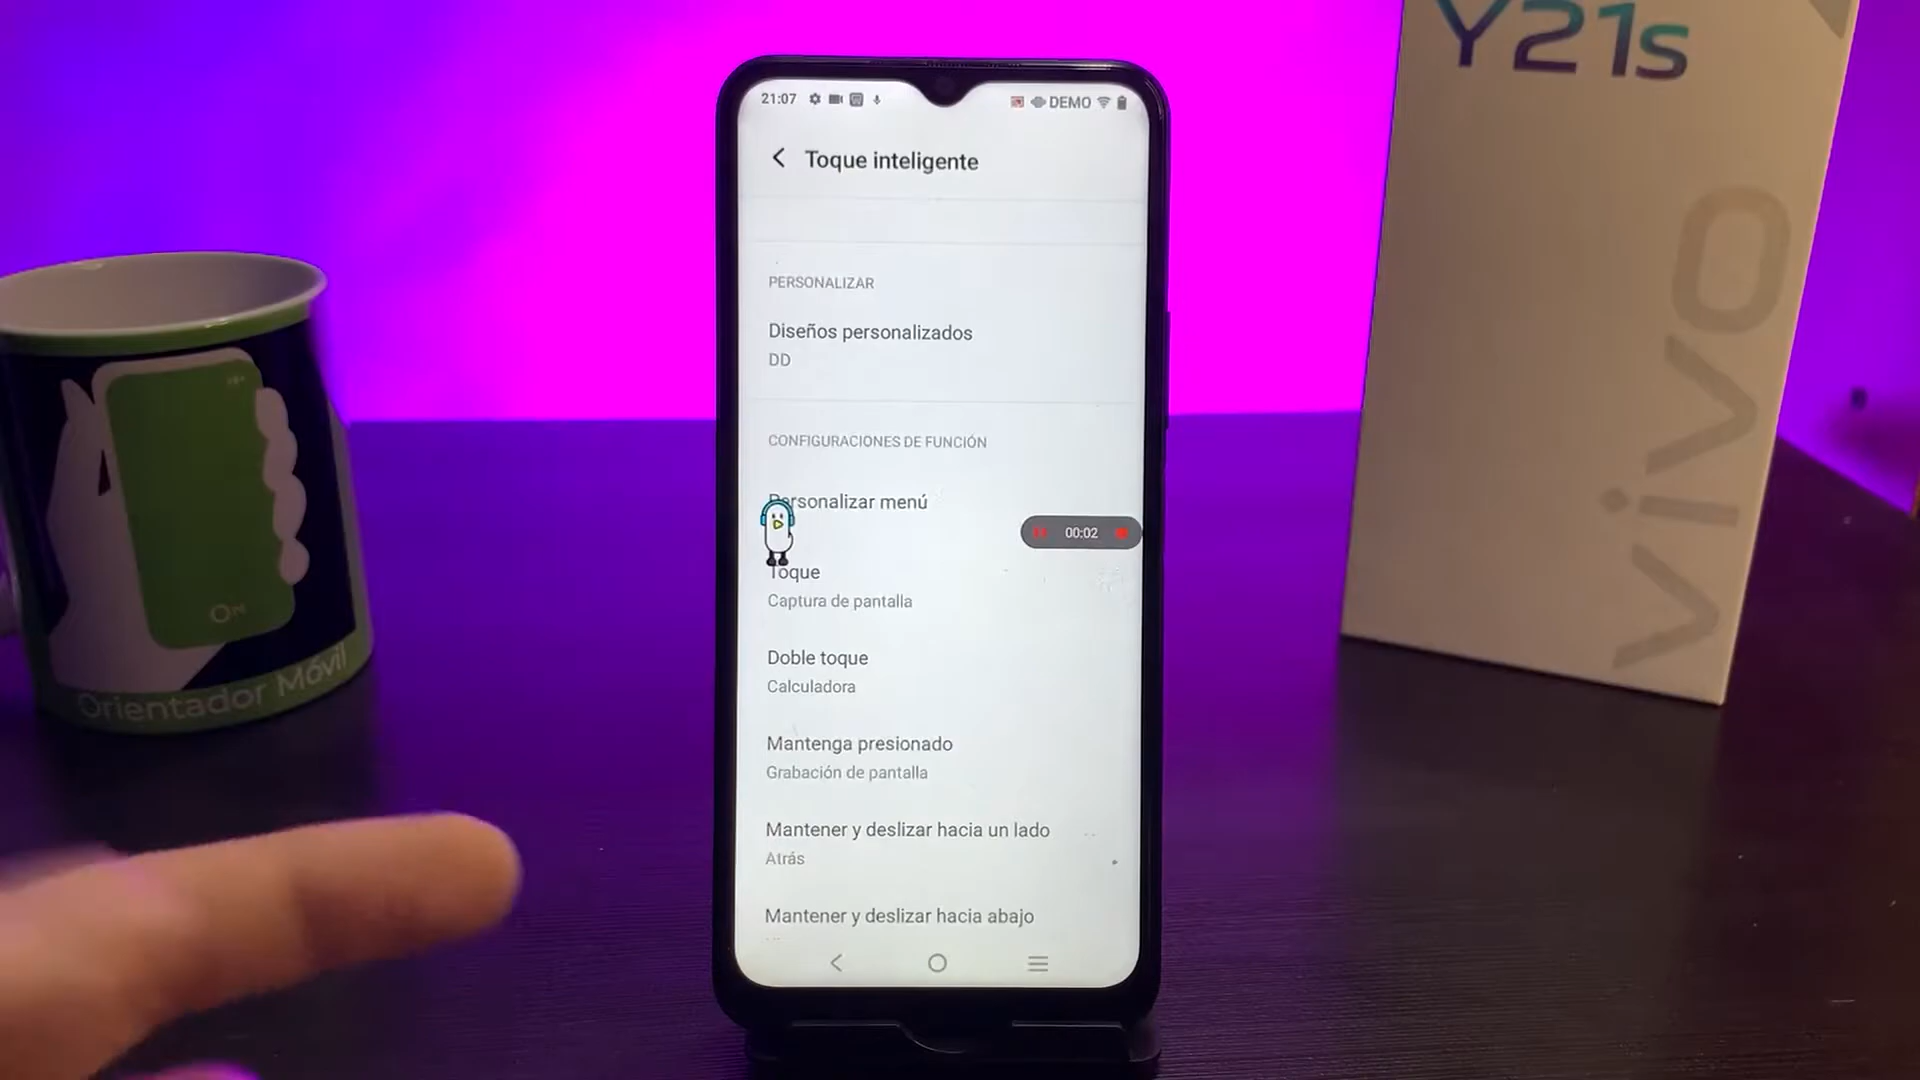 Y21s
vivo
21:07
DEMO
Toque inteligente
PERSONALIZAR
Diseños personalizados
DD
CONFIGURACIONES DE FUNCIÓN
Personalizar menú
00:02
Toque
Captura de pantalla
Doble toque
Calculadora
Mantenga presionado
Grabación de pantalla
Mantener y deslizar hacia un lado
Atrás
Mantener y deslizar hacia abajo
Orientador Móvil